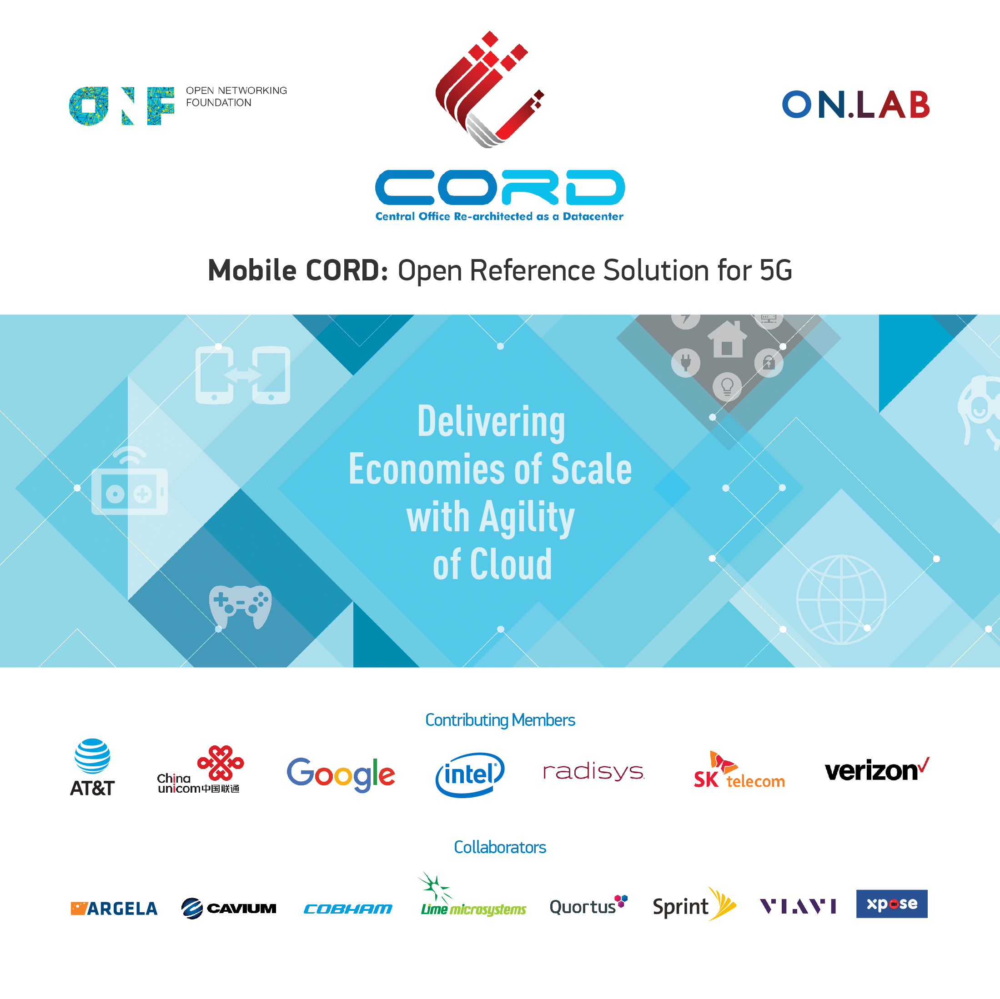 ONF OPEN NETWORKING
FOUNDATION
ON.LAB
CORD
Central Office Re-architected as a Datacenter
Mobile CORD: Open Reference Solution for 5G
Delivering
Economies of Scale
with Agility
of Cloud
Contributing Members
AT&T
China
unicom中国联通
Google
intel®
radisys.
SK telecom
verizon✓
Collaborators
ARGELA
CAVIUM
COBHAM
Lime microsystems
Quortus
Sprint
VIAVI
xpose